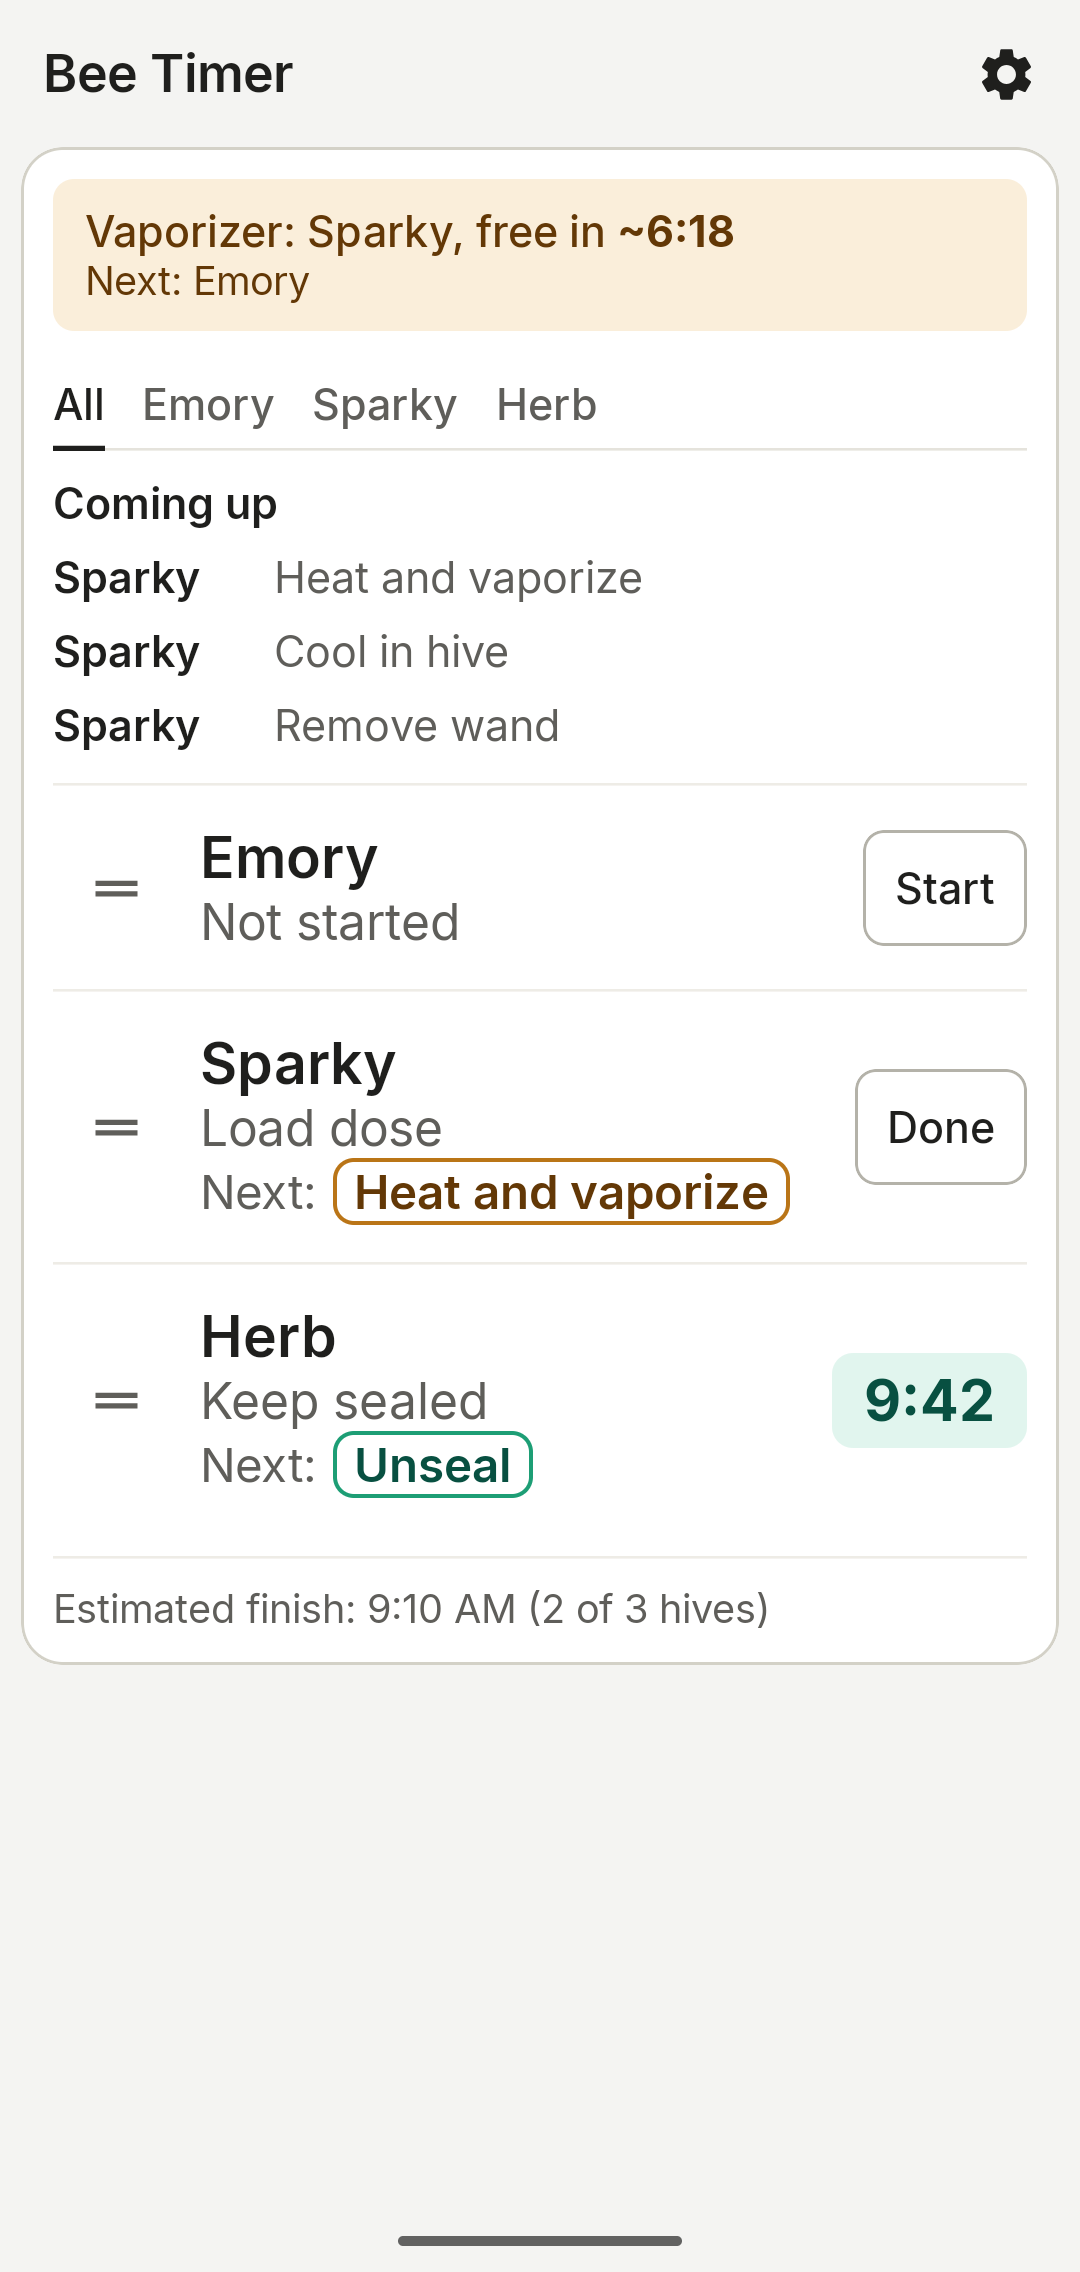 Bee Timer
Vaporizer: Sparky, free in ~6:18
Next: Emory
All Emory Sparky Herb
Coming up
Sparky Heat and vaporize
Sparky Cool in hive
Sparky Remove wand
Emory
Not started
Start
Sparky
Load dose
Next: Heat and vaporize
Done
Herb
Keep sealed
Next: Unseal
9:42
Estimated finish: 9:10 AM (2 of 3 hives)